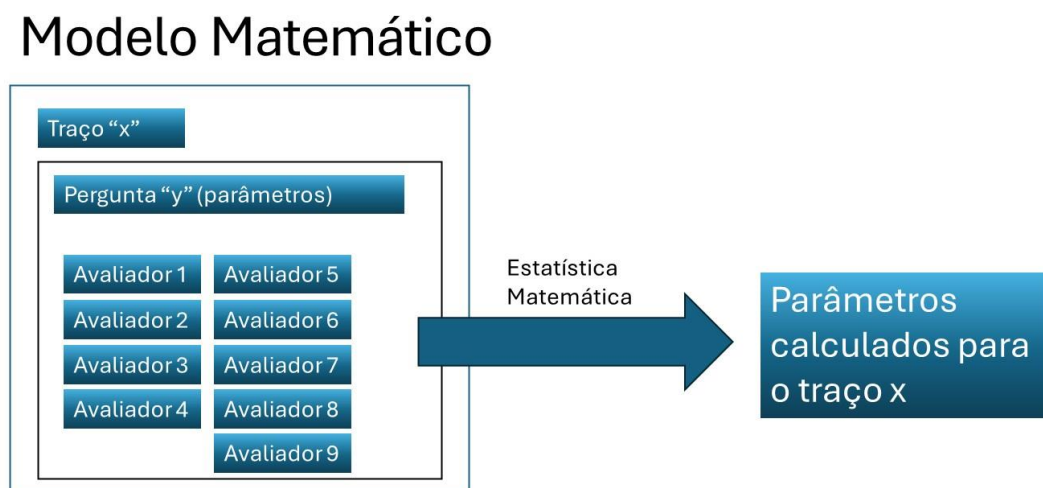 Modelo Matemático
Traço “x”
Pergunta “y” (parâmetros)
Avaliador 1
Avaliador 2
Avaliador 3
Avaliador 4
Avaliador 5
Avaliador 6
Avaliador 7
Avaliador 8
Avaliador 9
Estatística
Matemática
Parâmetros
calculados para
o traço x